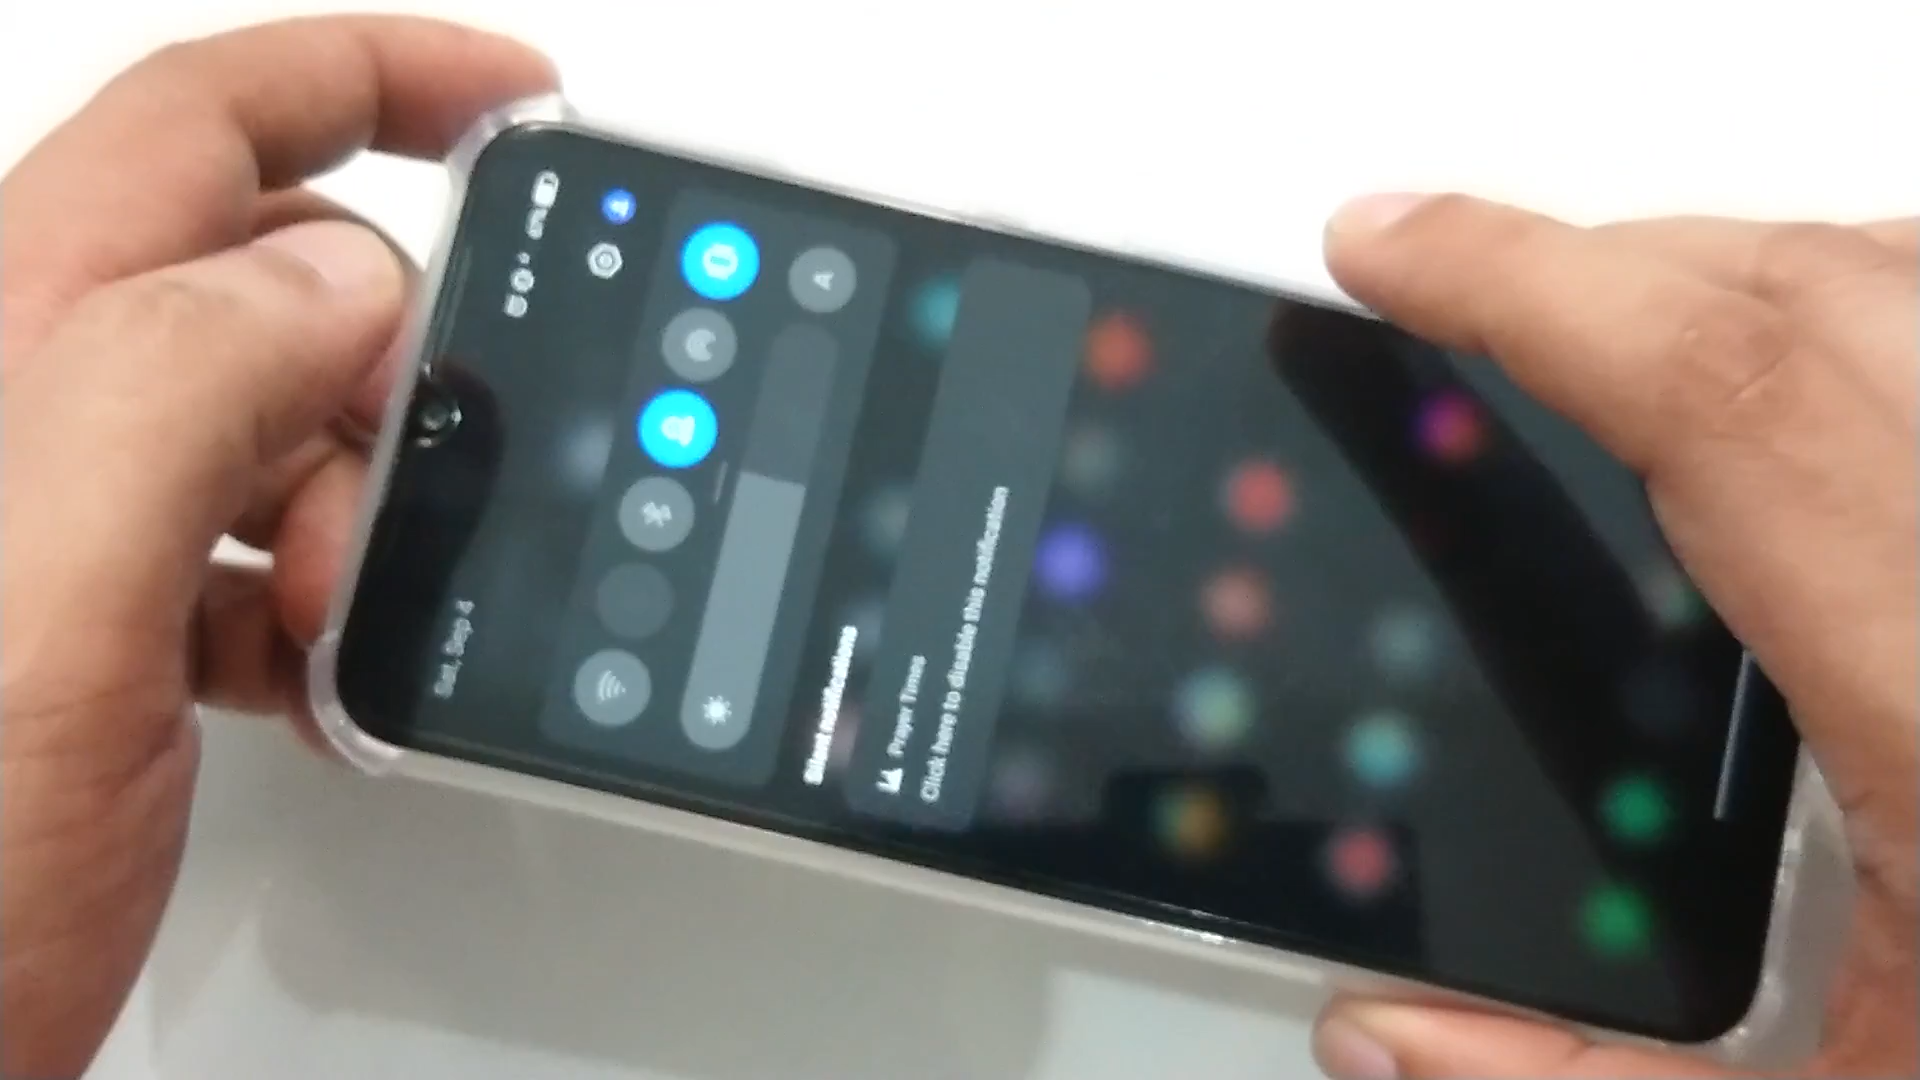 Sat, Sep 4
Silent notifications
Prayer Times
Click here to disable this notification
A